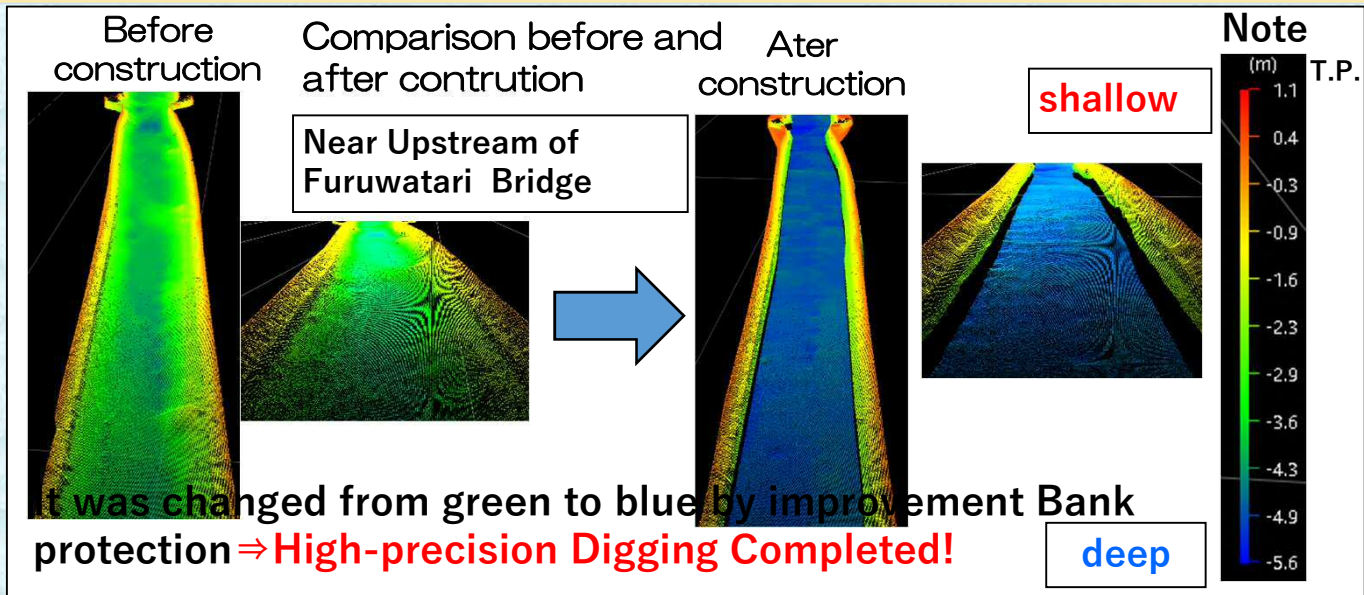 Before
construction
Comparison before and
after contrution
Near Upstream of
Furuwatari Bridge
Ater
construction
shallow
Note
(m)
T.P.
1.1
0.4
-0.3
-0.9
-1.6
-2.3
-2.9
-3.6
-4.3
-4.9
-5.6
deep
It was changed from green to blue by improvement Bank
protection⇒High-precision Digging Completed!